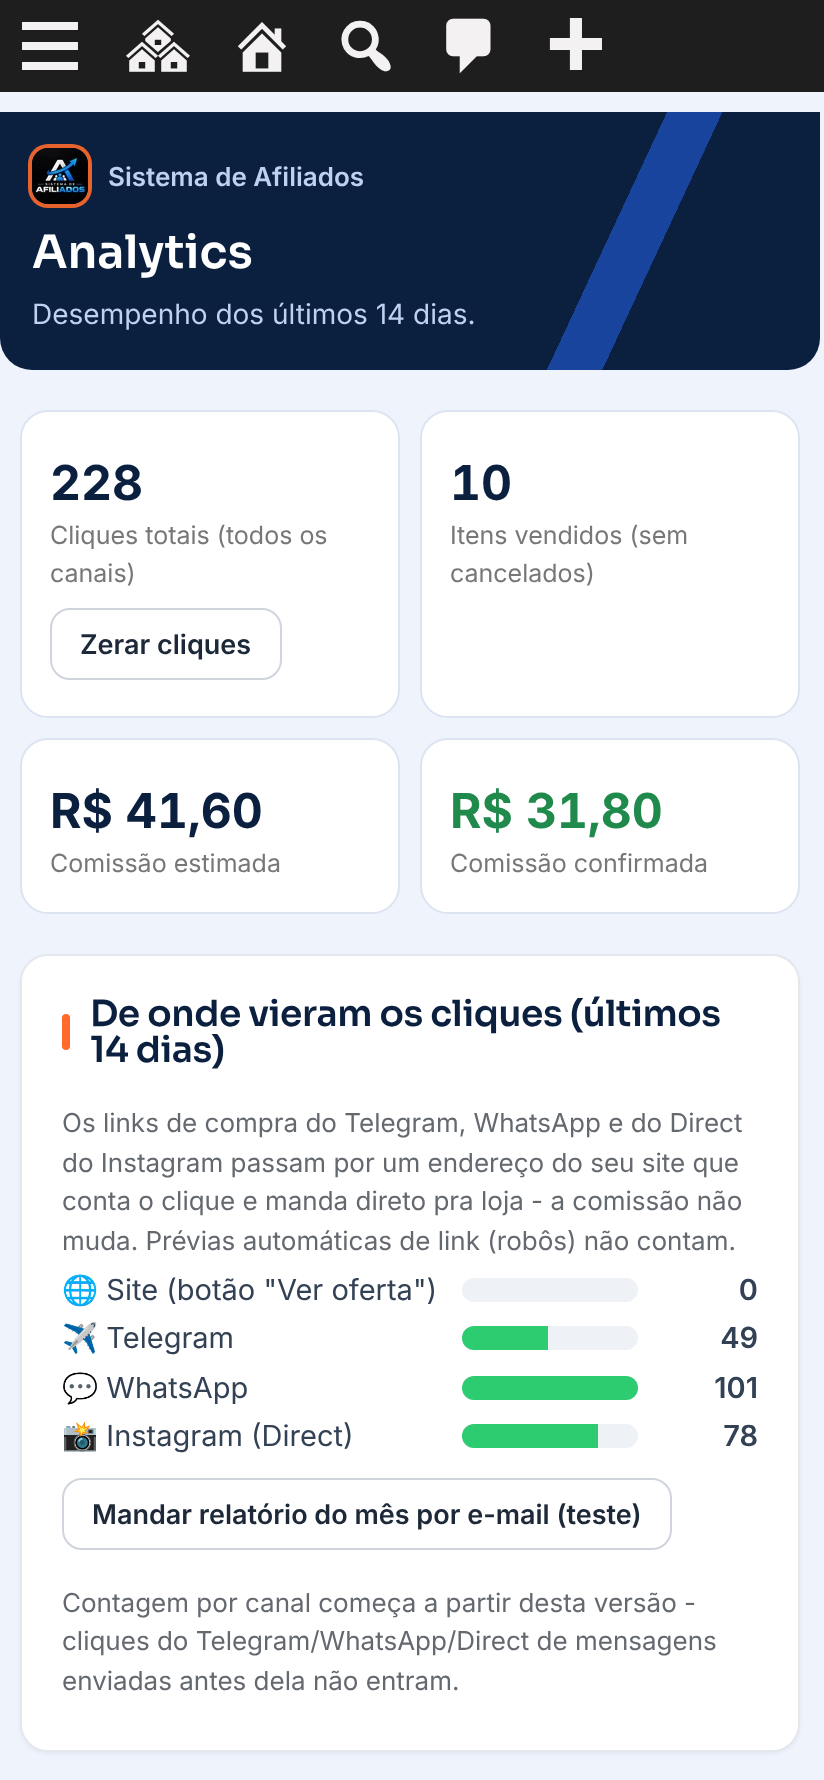 SISTEMA DE
AFILIADOS
Sistema de Afiliados
Analytics
Desempenho dos últimos 14 dias.
228
Cliques totais (todos os
canais)
Zerar cliques
10
Itens vendidos (sem
cancelados)
R$ 41,60
Comissão estimada
R$ 31,80
Comissão confirmada
De onde vieram os cliques (últimos
14 dias)
Os links de compra do Telegram, WhatsApp e do Direct
do Instagram passam por um endereço do seu site que
conta o clique e manda direto pra loja - a comissão não
muda. Prévias automáticas de link (robôs) não contam.
Site (botão "Ver oferta") 0
Telegram 49
WhatsApp 101
Instagram (Direct) 78
Mandar relatório do mês por e-mail (teste)
Contagem por canal começa a partir desta versão -
cliques do Telegram/WhatsApp/Direct de mensagens
enviadas antes dela não entram.